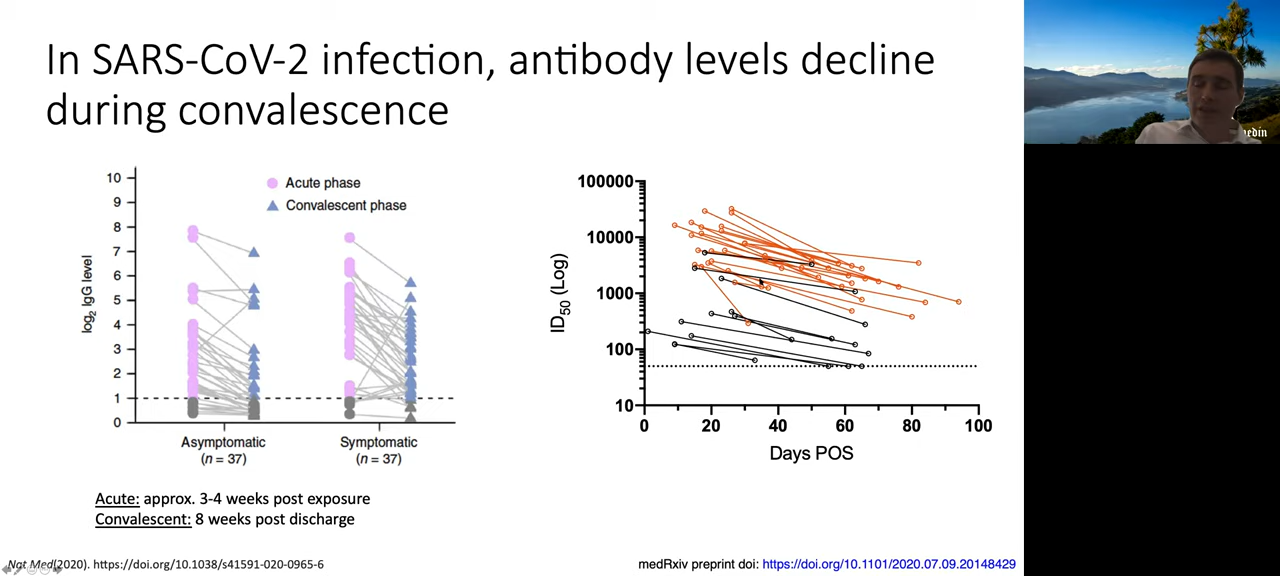 In SARS-CoV-2 infection, antibody levels decline
during convalescence
10
9
8
7
6
5
4
3
2
1
0
log2 IgG level
Acute phase
Convalescent phase
Asymptomatic
(n = 37)
Symptomatic
(n = 37)
Acute: approx. 3-4 weeks post exposure
Convalescent: 8 weeks post discharge
Nat Med(2020). https://doi.org/10.1038/s41591-020-0965-6
100000
10000
1000
100
10
ID50 (Log)
0 20 40 60 80 100
Days POS
medRxiv preprint doi: https://doi.org/10.1101/2020.07.09.20148429